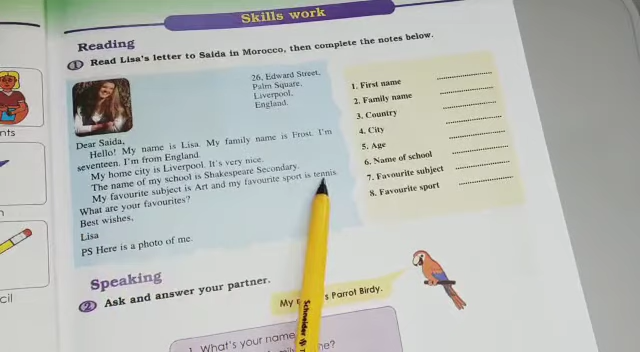 Skills work
Reading
1 Read Lisa's letter to Saida in Morocco, then complete the notes below.
26, Edward Street,
Palm Square,
Liverpool,
England.
Dear Saida,
Hello! My name is Lisa. My family name is Frost. I'm
seventeen. I'm from England.
My home city is Liverpool. It's very nice.
The name of my school is Shakespeare Secondary.
My favourite subject is Art and my favourite sport is tennis.
What are your favourites?
Best wishes,
Lisa
PS Here is a photo of me.
1. First name ....................
2. Family name ....................
3. Country ....................
4. City ....................
5. Age ....................
6. Name of school ....................
7. Favourite subject ....................
8. Favourite sport ....................
Speaking
2 Ask and answer your partner.
My s Parrot Birdy.
1. What's your name
me?
nts
cil
Schneider